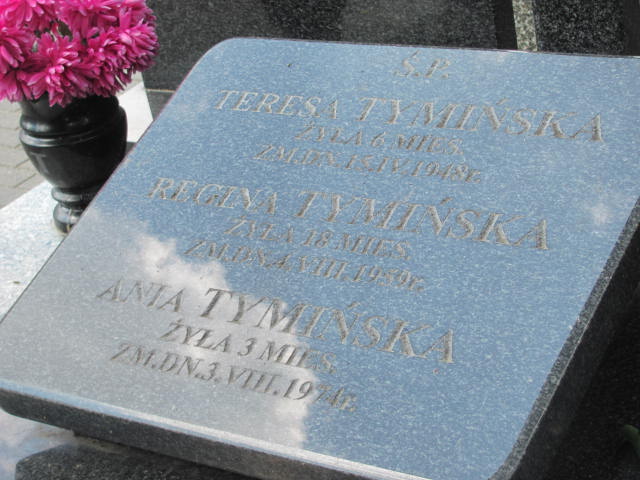 Ś.P.
TERESA TYMIŃSKA
ŻYŁA 6 MIES.
ZM.DN.15.IV.1948r.
REGINA TYMIŃSKA
ŻYŁA 18 MIES.
ZM.DN.4.VIII.1959r.
ANIA TYMIŃSKA
ŻYŁA 3 MIES.
ZM.DN.3.VIII.1974r.